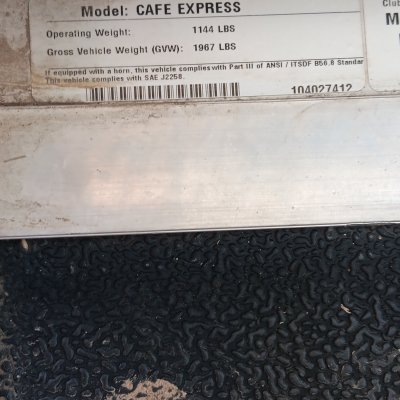 Model: CAFE EXPRESS
Club
Operating Weight: 1144 LBS
M
Gross Vehicle Weight (GVW): 1967 LBS
If equipped with a horn, this vehicle complies with Part III of ANSI / ITSDF B56.8 Standar
This vehicle complies with SAE J2258.
104027412